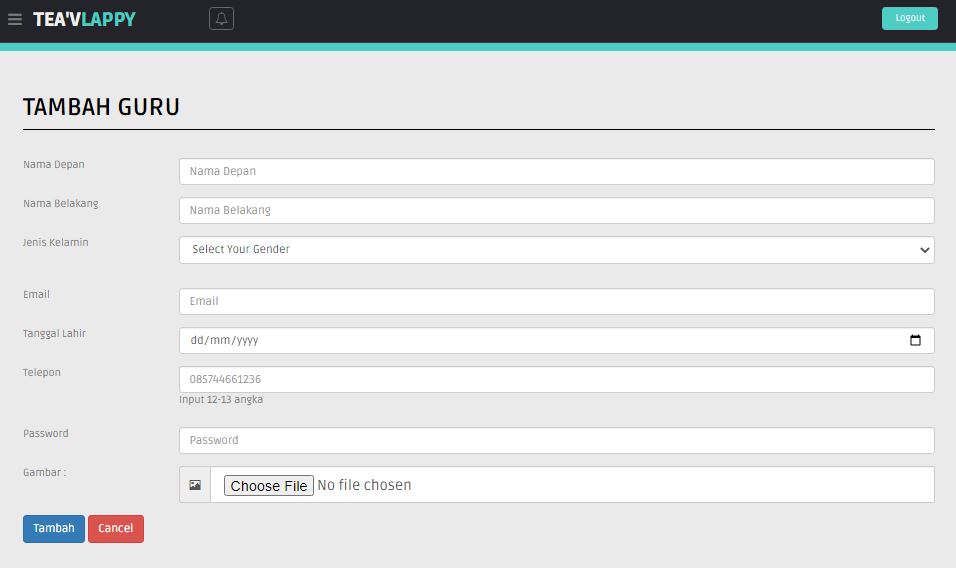 TEA'VLAPPY
Logout
TAMBAH GURU
Nama Depan
Nama Depan
Nama Belakang
Nama Belakang
Jenis Kelamin
Select Your Gender
Email
Email
Tanggal Lahir
dd/mm/yyyy
Telepon
085744661236
Input 12-13 angka
Password
Password
Gambar :
Choose File No file chosen
Tambah Cancel